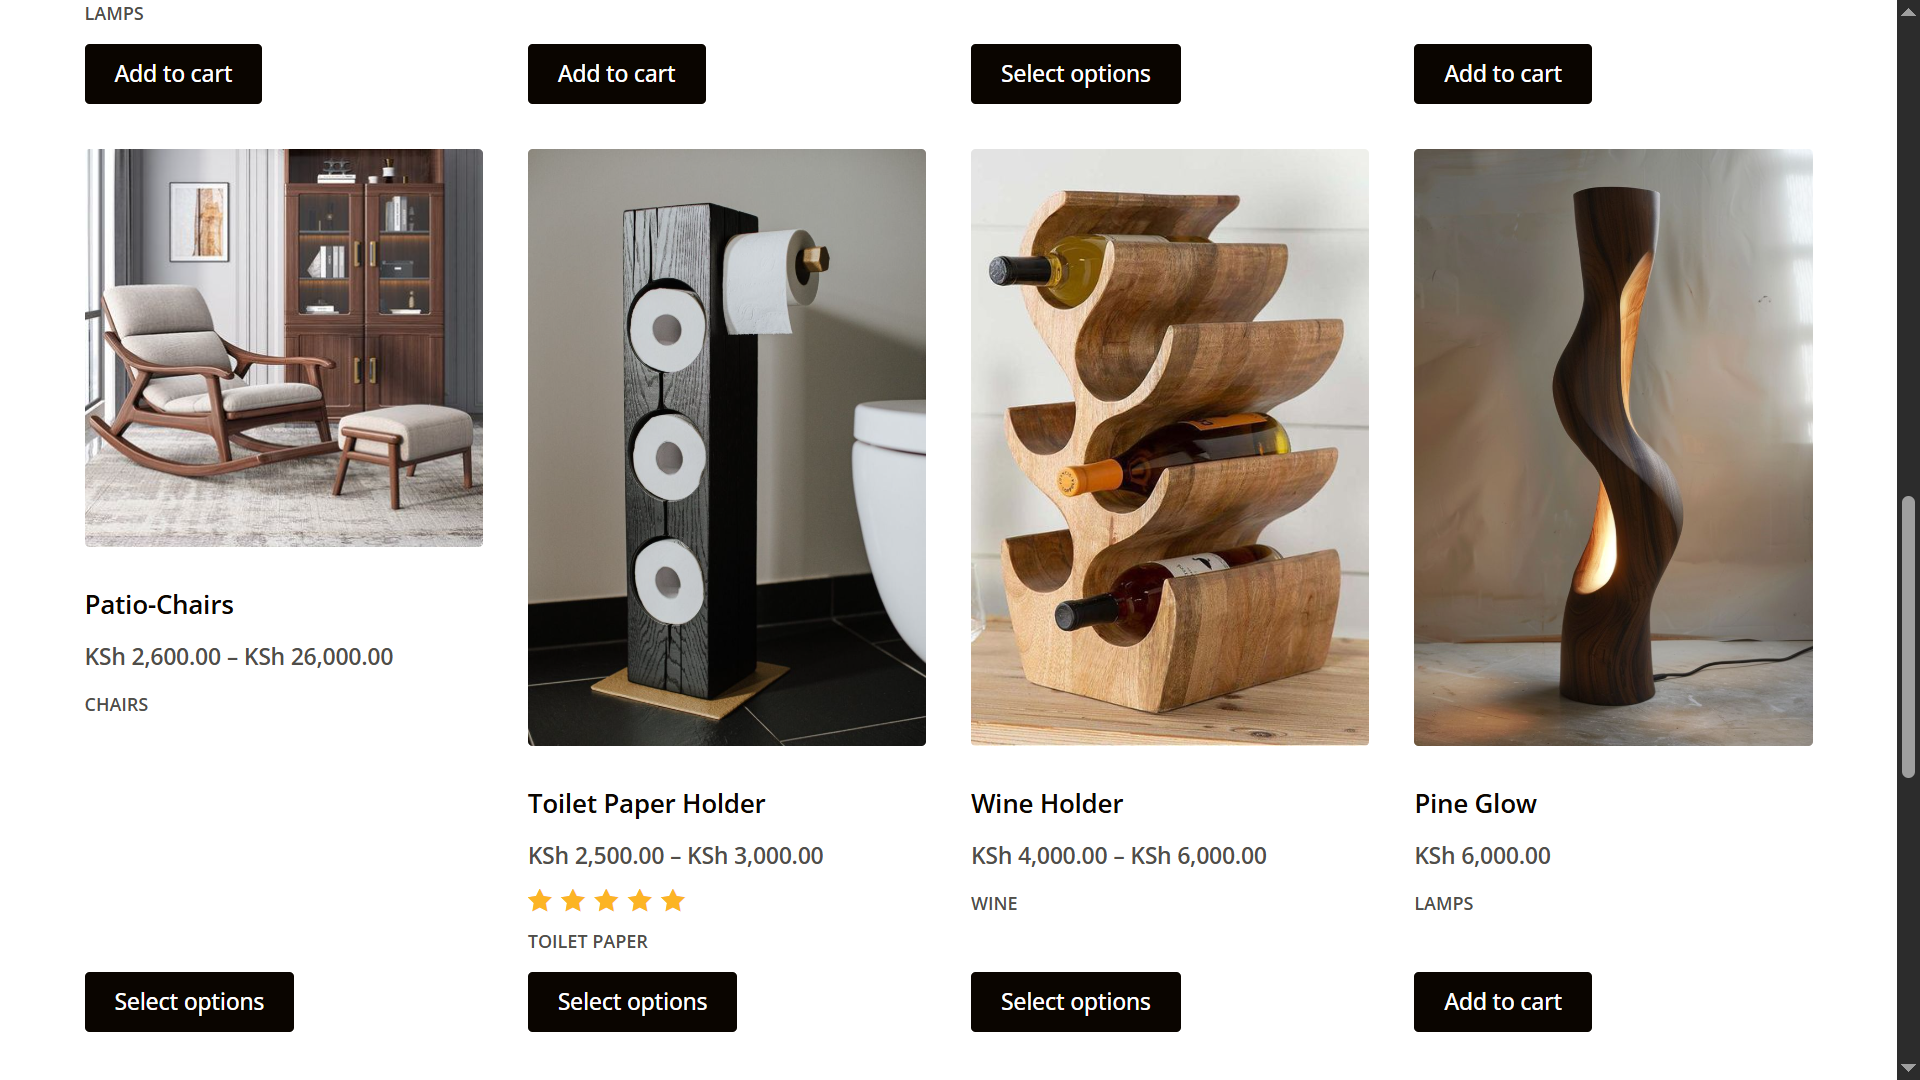 LAMPS
Add to cart
Add to cart
Select options
Add to cart
Patio-Chairs
KSh 2,600.00 – KSh 26,000.00
CHAIRS
Select options
Toilet Paper Holder
KSh 2,500.00 – KSh 3,000.00
TOILET PAPER
Select options
Wine Holder
KSh 4,000.00 – KSh 6,000.00
WINE
Select options
Pine Glow
KSh 6,000.00
LAMPS
Add to cart